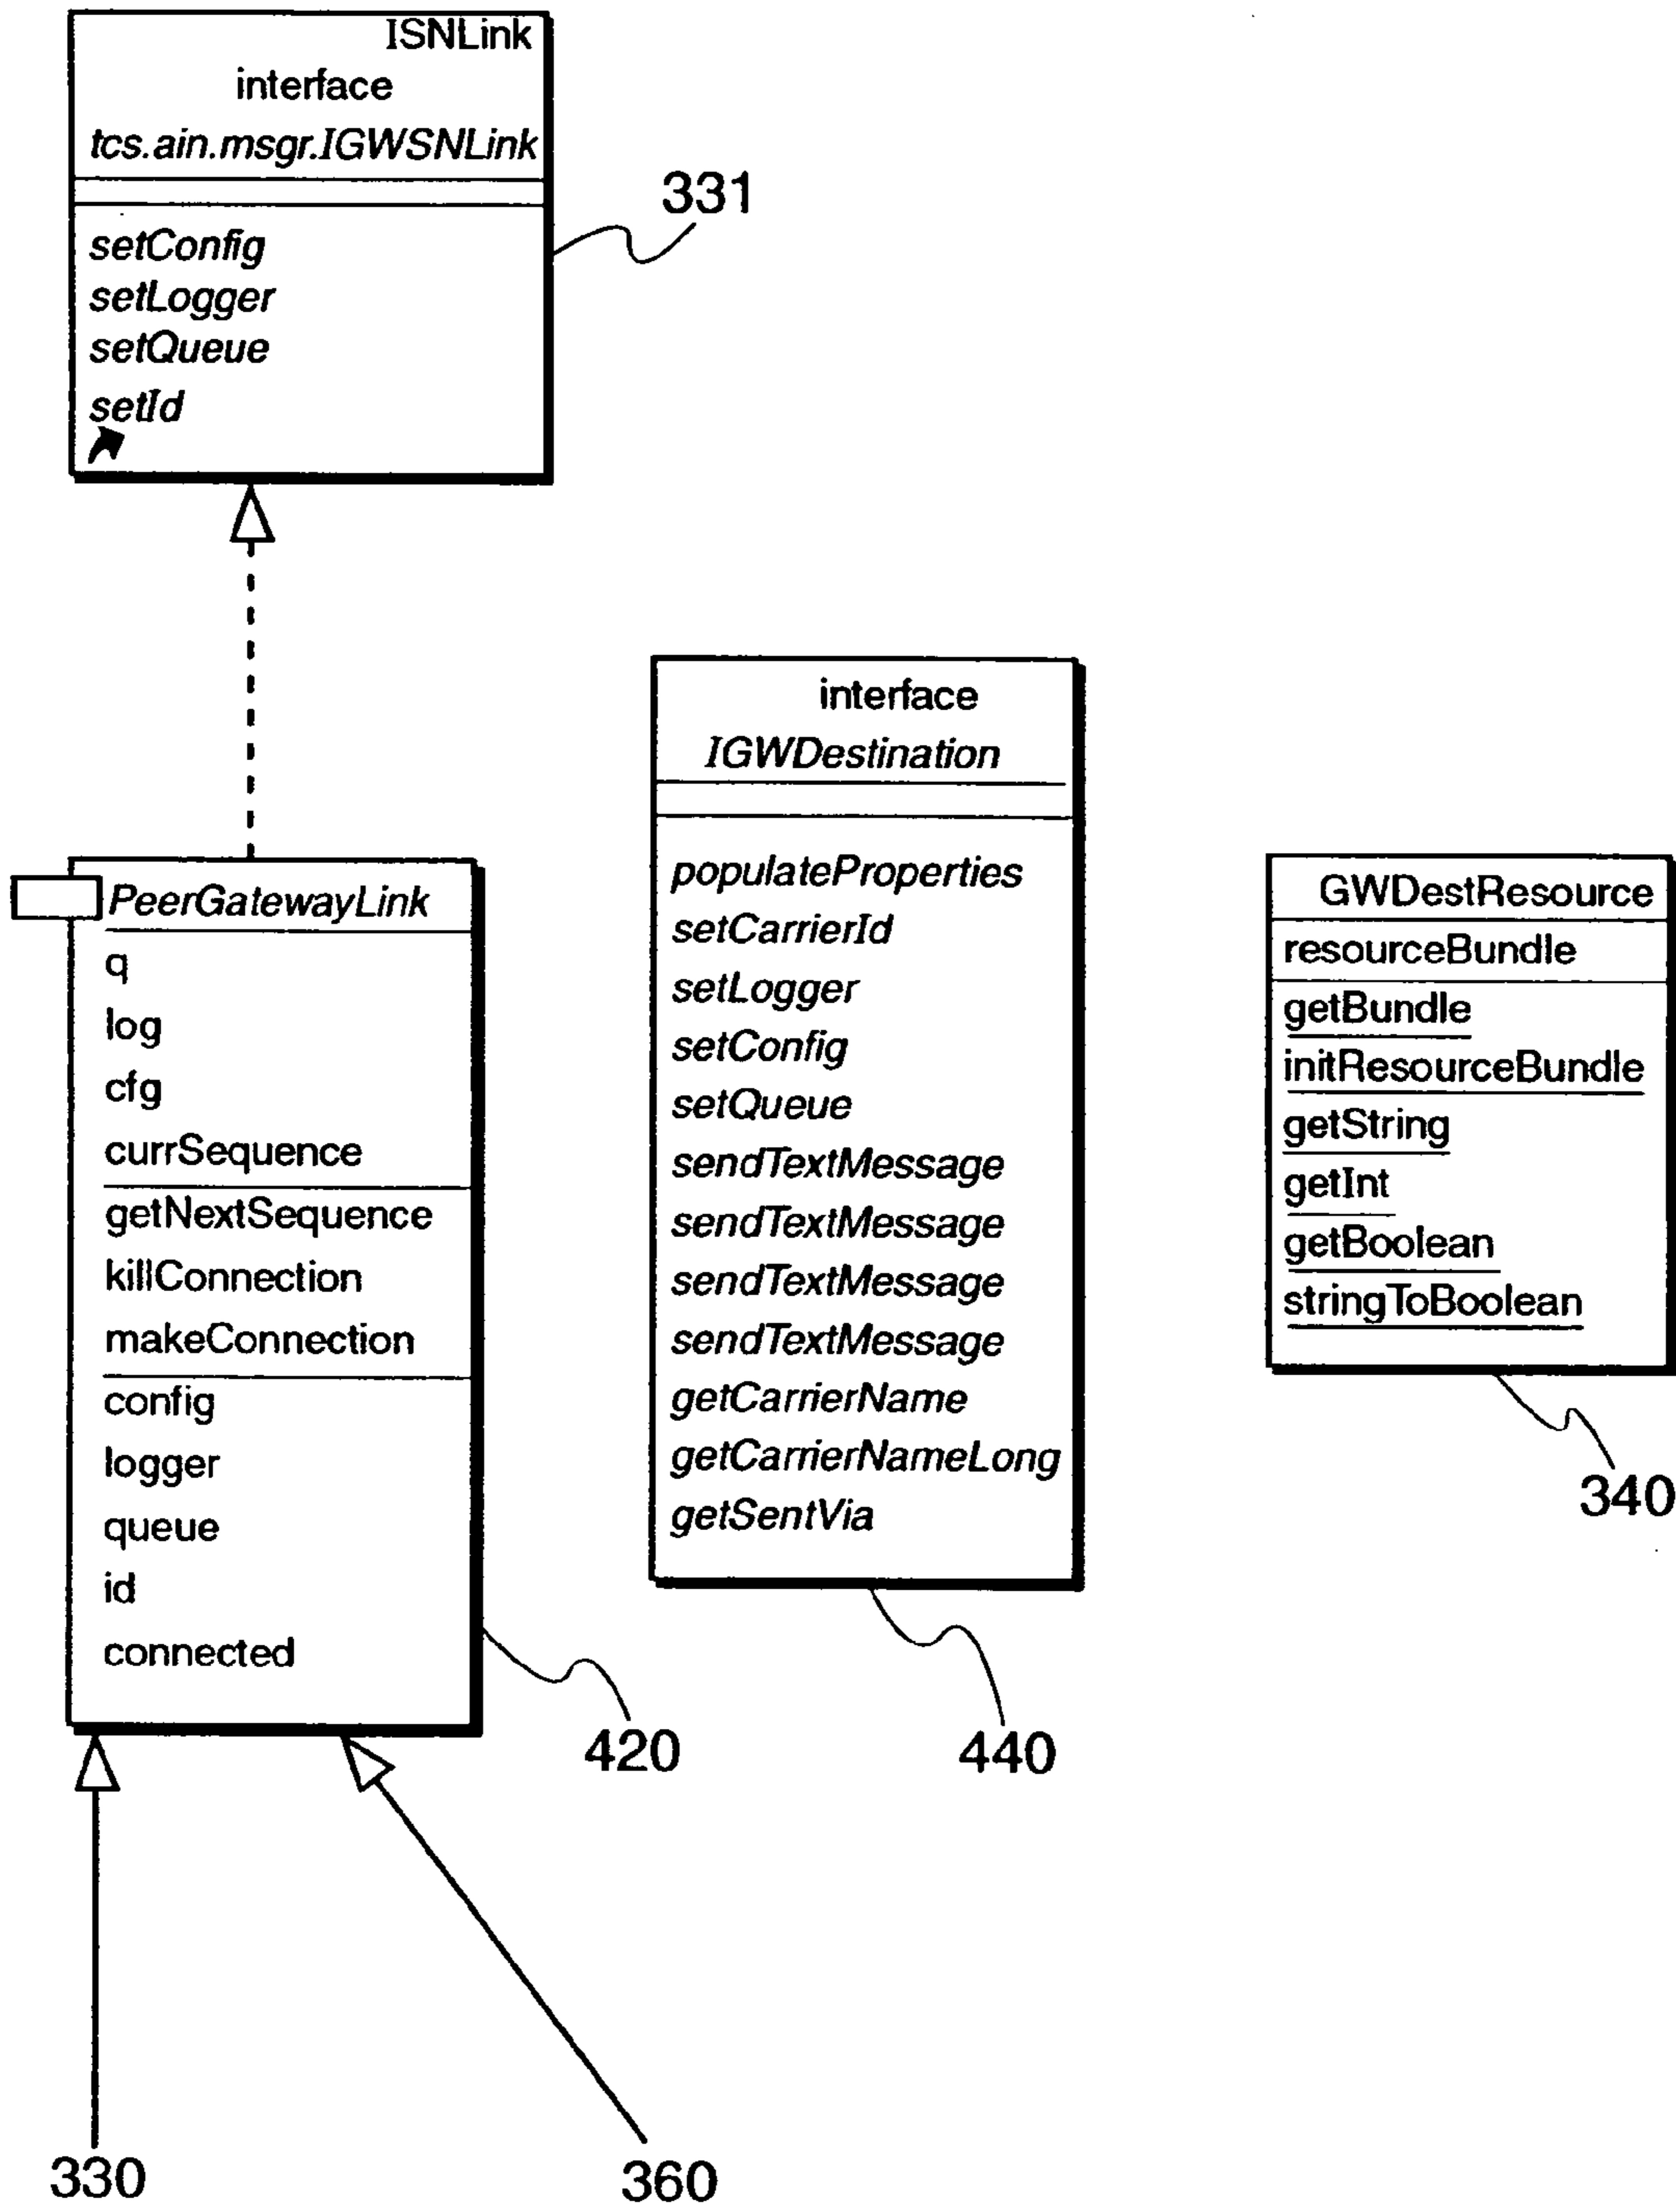 ISNLink
interface
tcs.ain.msgr.IGWSNLink
setConfig
setLogger
setQueue
setId
331
PeerGatewayLink
q
log
cfg
currSequence
getNextSequence
killConnection
makeConnection
config
logger
queue
id
connected
420
interface
IGWDestination
populateProperties
setCarrierId
setLogger
setConfig
setQueue
sendTextMessage
sendTextMessage
sendTextMessage
sendTextMessage
getCarrierName
getCarrierNameLong
getSentVia
440
GWDestResource
resourceBundle
getBundle
initResourceBundle
getString
getInt
getBoolean
stringToBoolean
340
330
360